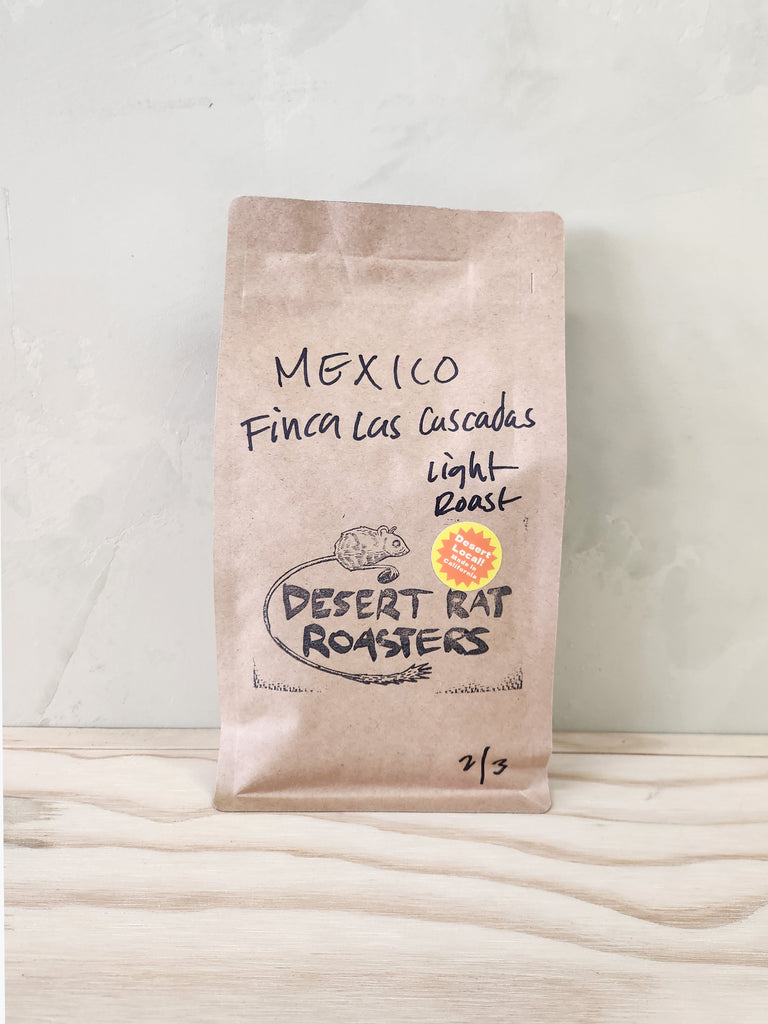 MEXICO
Finca Las Cascadas
Light
Roast
Desert
Local!
Made in
California
DESERT RAT
ROASTERS
2/3